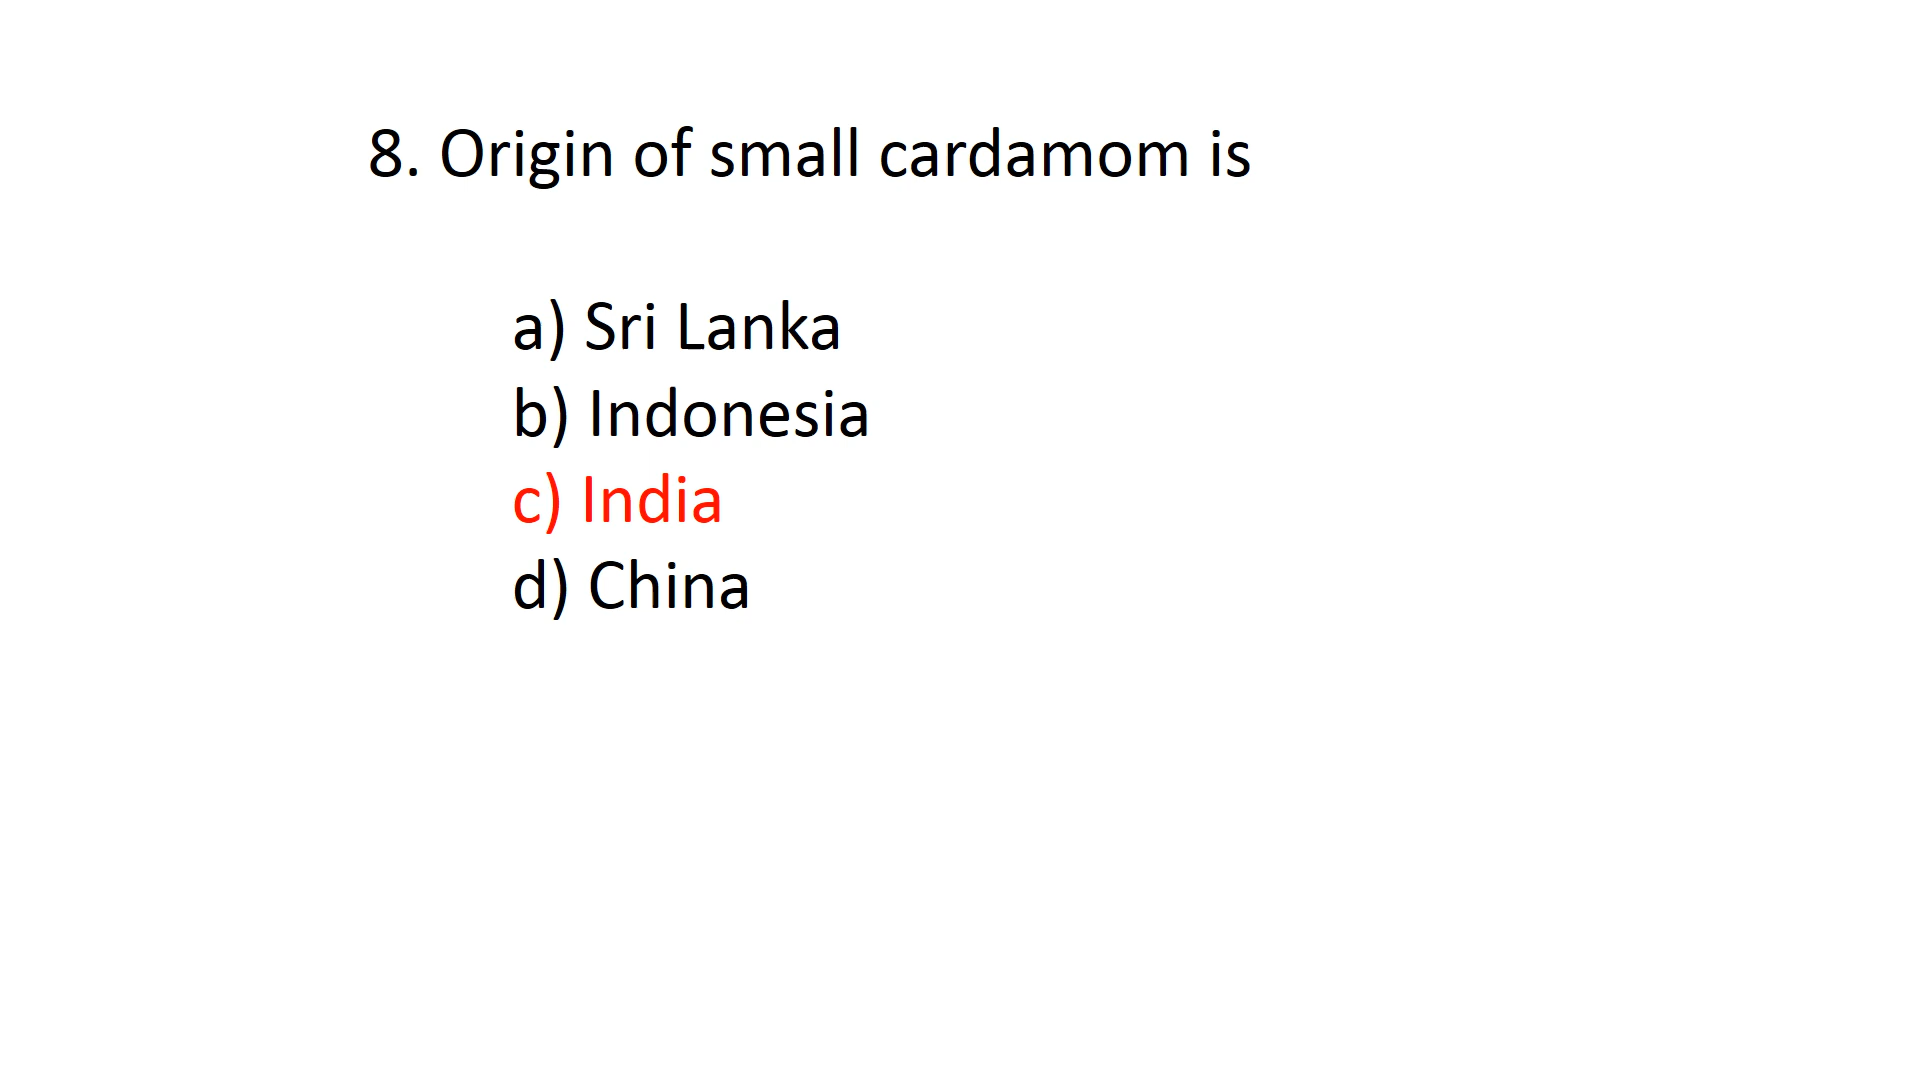 8. Origin of small cardamom is
a) Sri Lanka
b) Indonesia
c) India
d) China